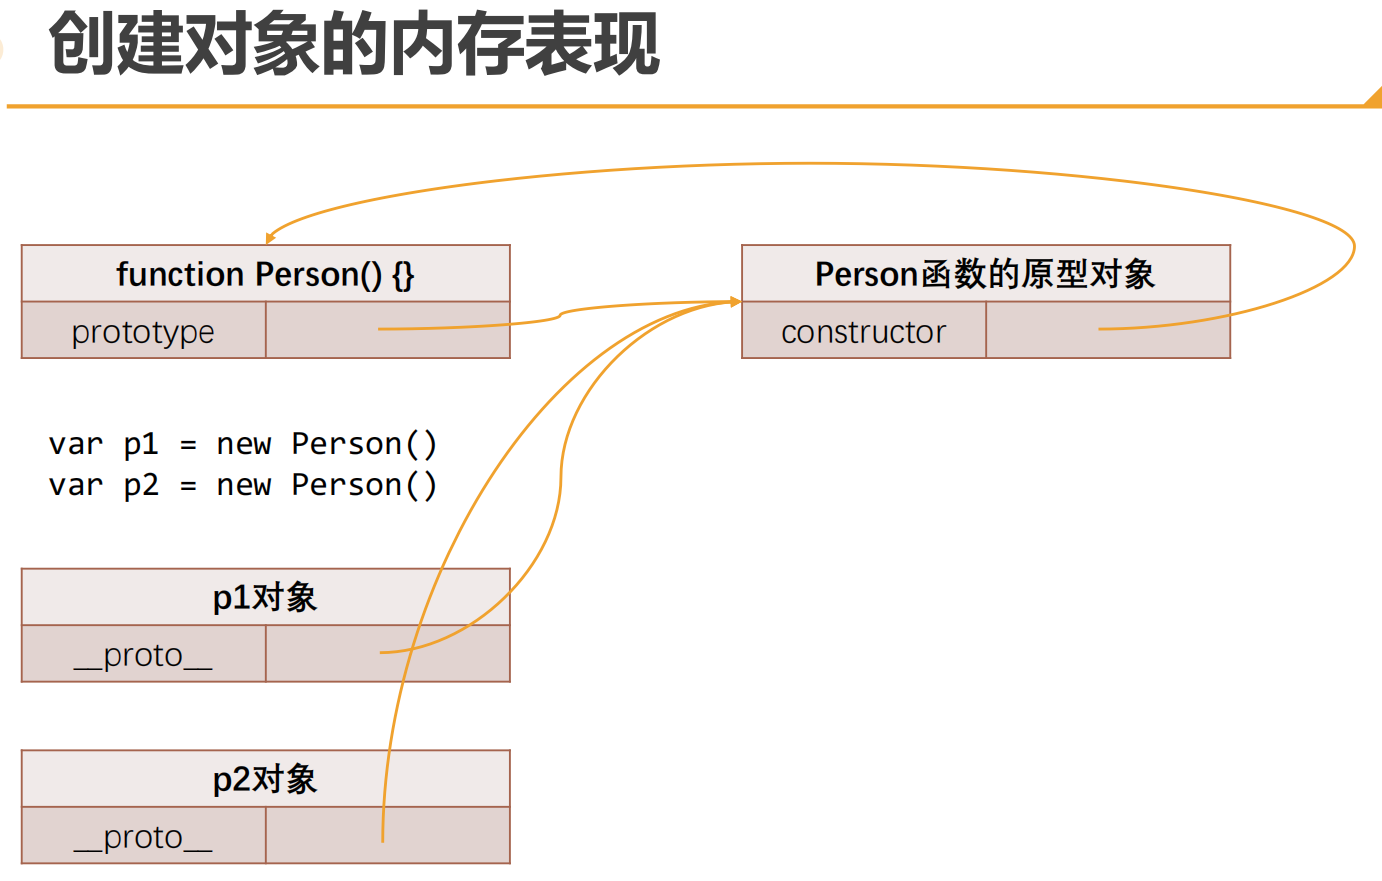 创建对象的内存表现
function Person() {}
prototype
Person函数的原型对象
constructor
var p1 = new Person()
var p2 = new Person()
p1对象
__proto__
p2对象
__proto__